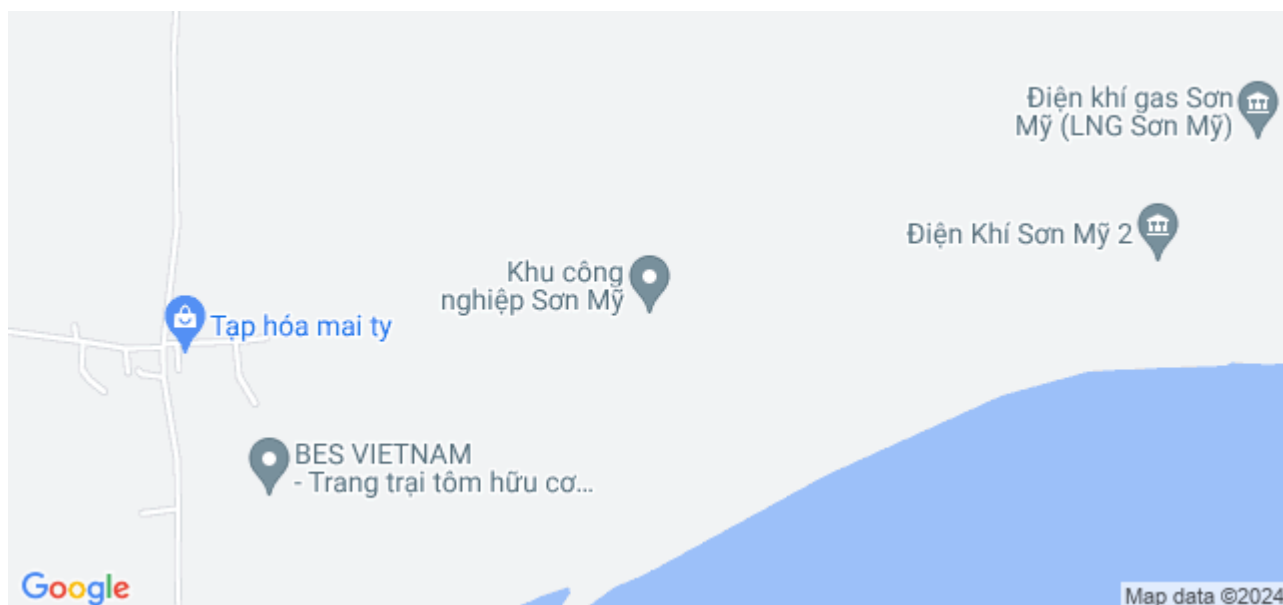 Điện khí gas Sơn
Mỹ (LNG Sơn Mỹ)
Điện Khí Sơn Mỹ 2
Khu công
nghiệp Sơn Mỹ
Tạp hóa mai ty
BES VIETNAM
- Trang trại tôm hữu cơ...
Google
Map data ©2024